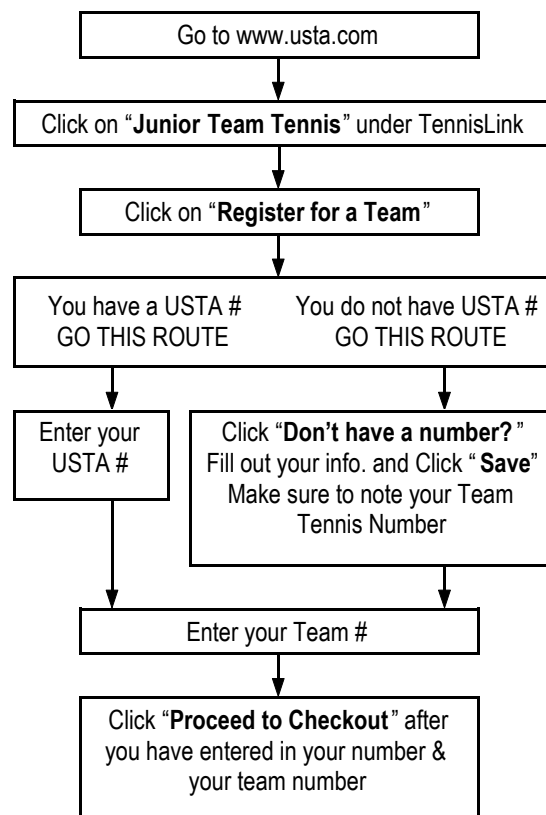 Go to www.usta.com
Click on “Junior Team Tennis” under TennisLink
Click on “Register for a Team”
You have a USTA #
GO THIS ROUTE
You do not have USTA #
GO THIS ROUTE
Enter your
USTA #
Click “Don’t have a number?”
Fill out your info. and Click “Save”
Make sure to note your Team
Tennis Number
Enter your Team #
Click “Proceed to Checkout” after
you have entered in your number &
your team number